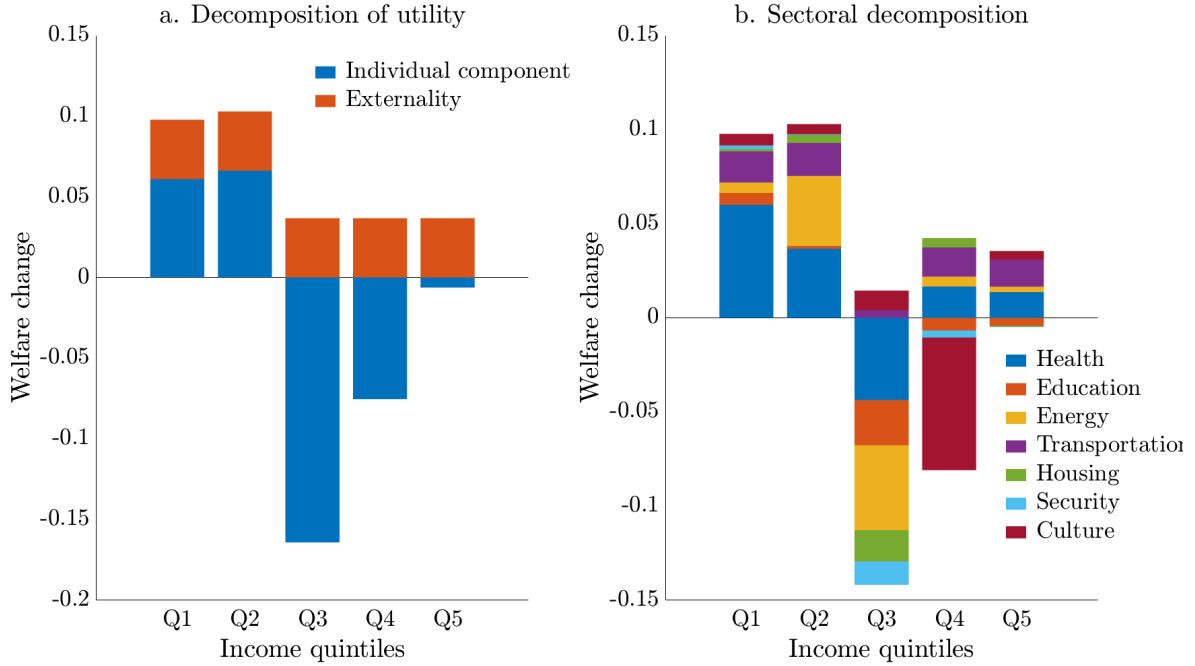 a. Decomposition of utility
0.15
0.1
0.05
0
-0.05
-0.1
-0.15
-0.2
Welfare change
Individual component
Externality
Q1 Q2 Q3 Q4 Q5
Income quintiles
b. Sectoral decomposition
0.15
0.1
0.05
0
-0.05
-0.1
-0.15
Welfare change
Health
Education
Energy
Transportation
Housing
Security
Culture
Q1 Q2 Q3 Q4 Q5
Income quintiles